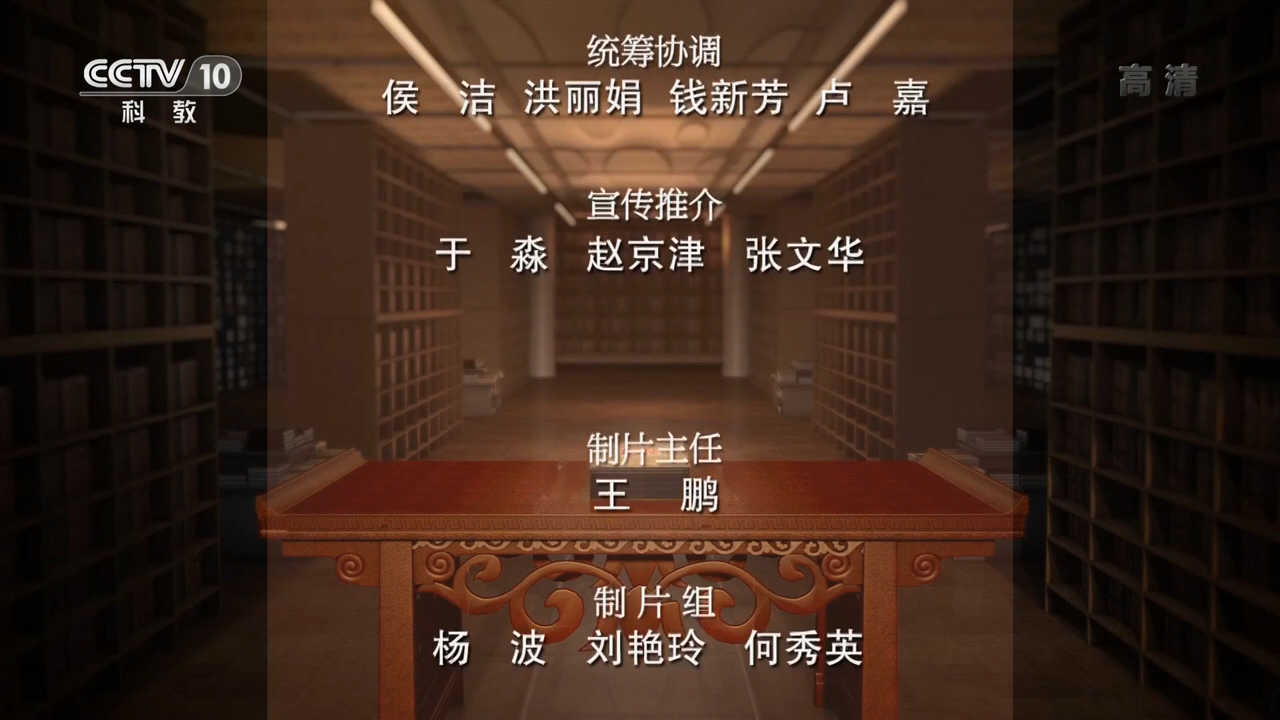 统筹协调
侯 洁 洪丽娟 钱新芳 卢 嘉
CCTV 10
科教
高清
宣传推介
于 淼 赵京津 张文华
制片主任
王 鹏
制片组
杨 波 刘艳玲 何秀英